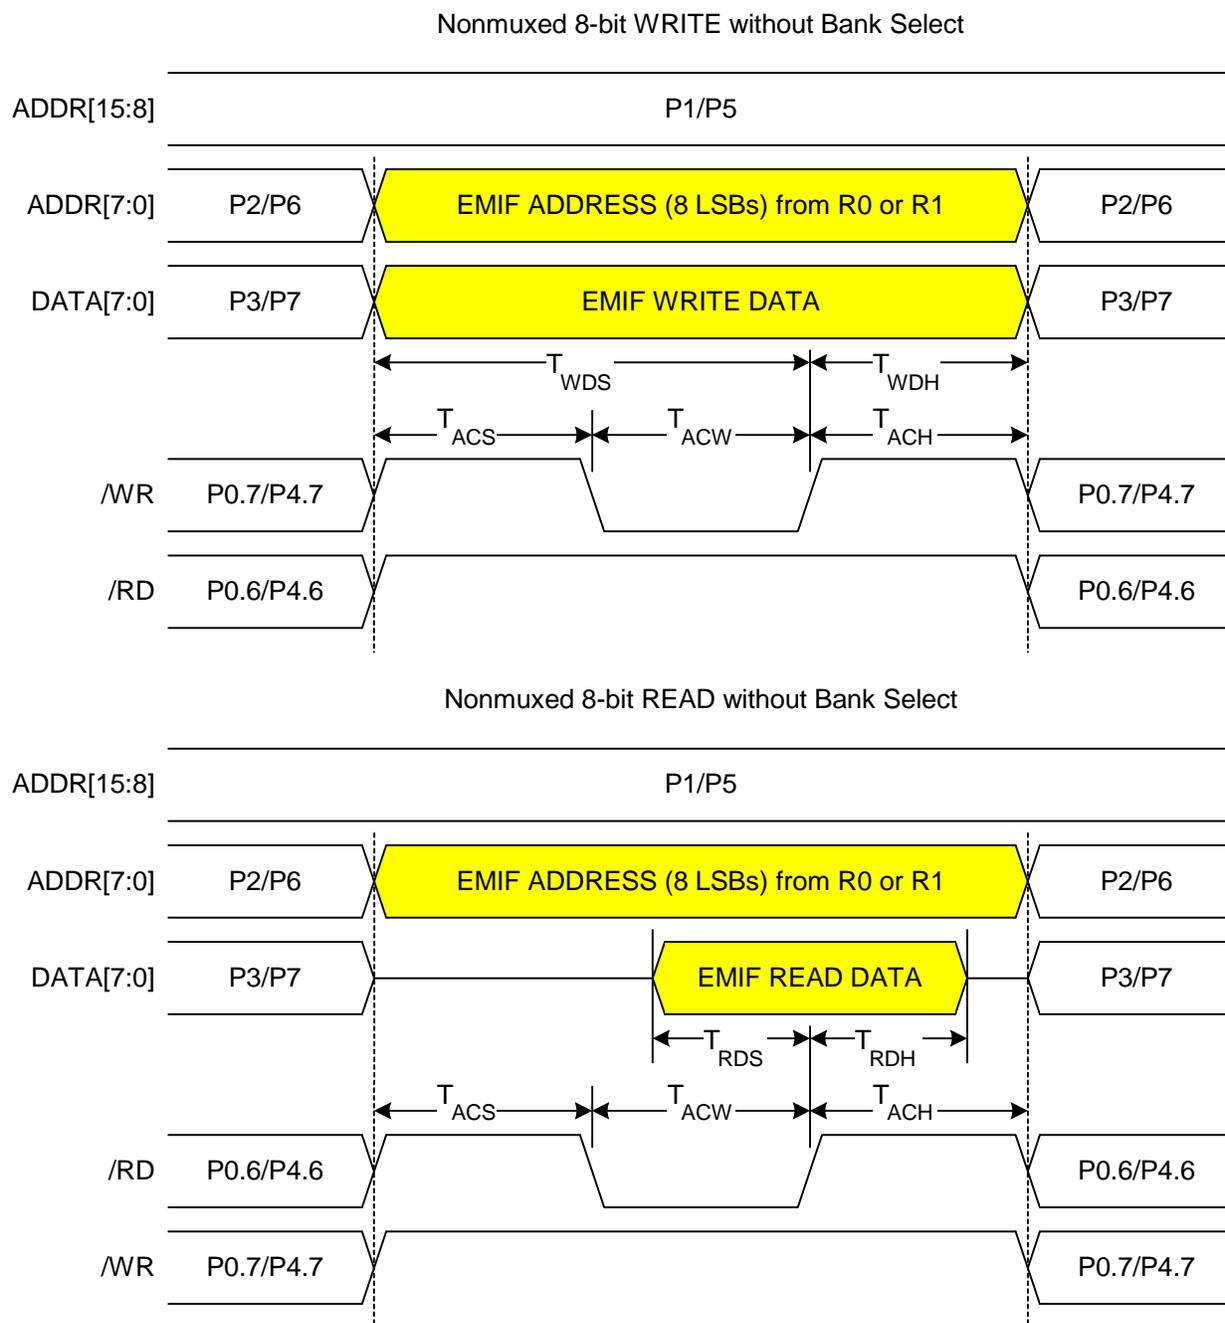 Nonmuxed 8-bit WRITE without Bank Select
ADDR[15:8] P1/P5
ADDR[7:0] P2/P6 EMIF ADDRESS (8 LSBs) from R0 or R1 P2/P6
DATA[7:0] P3/P7 EMIF WRITE DATA P3/P7
TWDS TWDH
TACS TACW TACH
/WR P0.7/P4.7 P0.7/P4.7
/RD P0.6/P4.6 P0.6/P4.6
Nonmuxed 8-bit READ without Bank Select
ADDR[15:8] P1/P5
ADDR[7:0] P2/P6 EMIF ADDRESS (8 LSBs) from R0 or R1 P2/P6
DATA[7:0] P3/P7 EMIF READ DATA P3/P7
TRDS TRDH
TACS TACW TACH
/RD P0.6/P4.6 P0.6/P4.6
/WR P0.7/P4.7 P0.7/P4.7